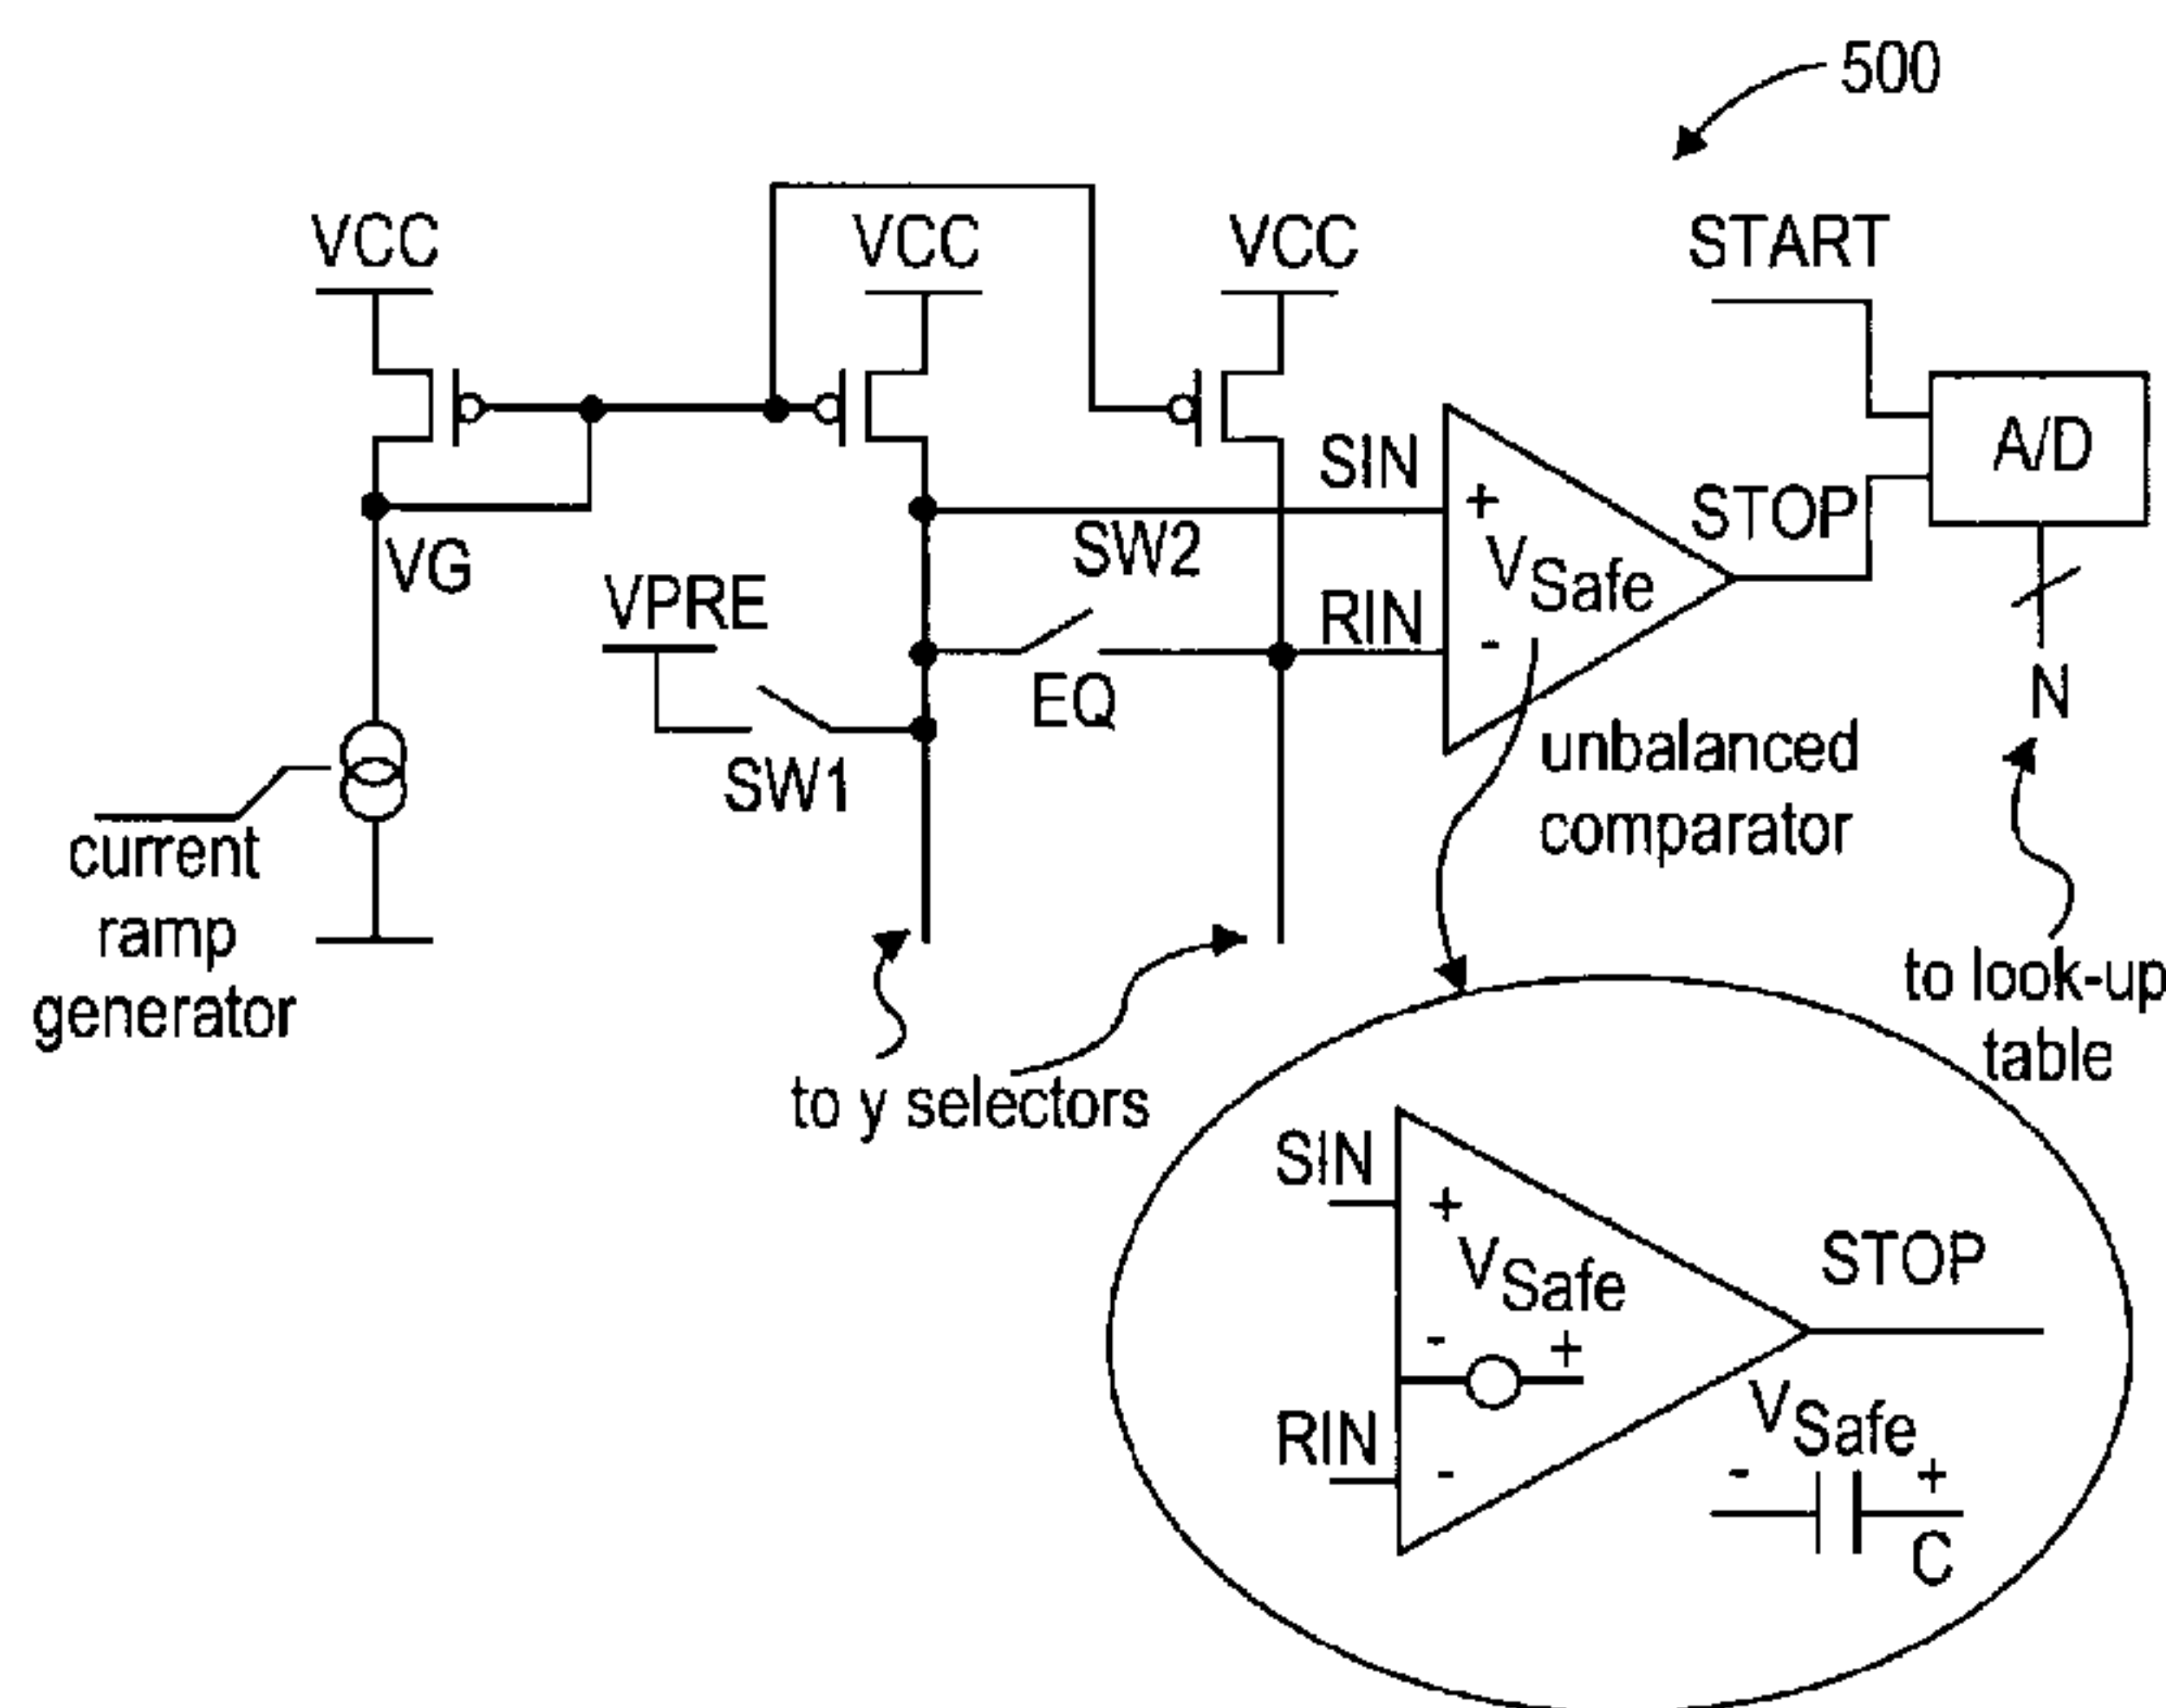 500
VCC
VCC
VCC
START
A/D
SIN
+
STOP
VSafe
SW2
VG
VPRE
RIN
-
EQ
N
SW1
unbalanced
comparator
current
ramp
generator
to look-up
table
to y selectors
SIN
+
VSafe
STOP
-
+
RIN
-
VSafe
-
+
C